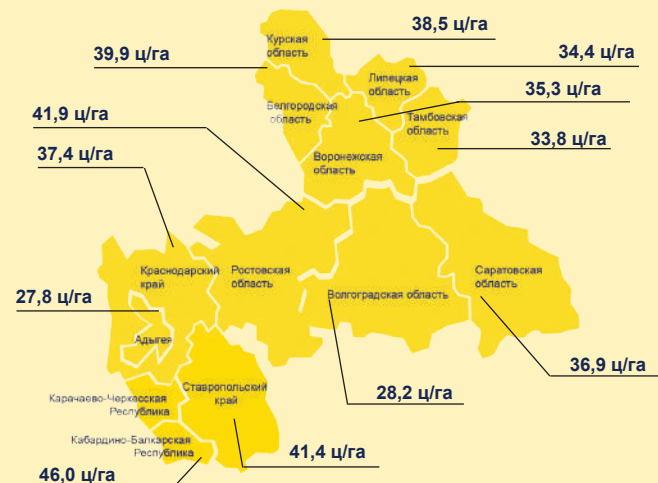 38,5 ц/га
Курская
область
39,9 ц/га
34,4 ц/га
Липецкая
область
35,3 ц/га
Белгородская
область
41,9 ц/га
Тамбовская
область
33,8 ц/га
37,4 ц/га
Воронежская
область
Краснодарский
край
Ростовская
область
Саратовская
область
27,8 ц/га
Волгоградская область
Адыгея
36,9 ц/га
Ставропольский
край
28,2 ц/га
Карачаево-Черкесская
Республика
Кабардино-Балкарская
Республика
41,4 ц/га
46,0 ц/га